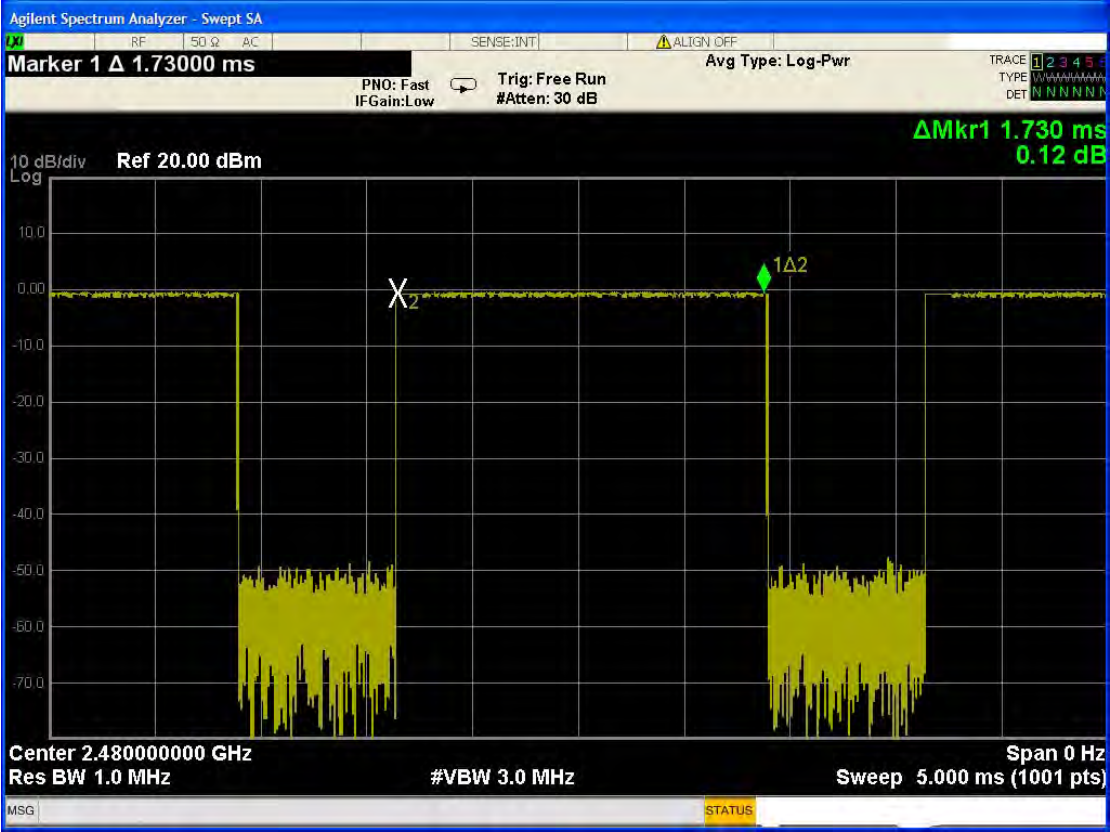 Agilent Spectrum Analyzer - Swept SA
LXI RF 50 Ω AC SENSE:INT ALIGN OFF
Marker 1 Δ 1.73000 ms
PNO: Fast
IFGain:Low
Trig: Free Run
#Atten: 30 dB
Avg Type: Log-Pwr
TRACE 1 2 3 4 5 6
TYPE
DET N N N N N N
ΔMkr1 1.730 ms
0.12 dB
10 dB/div Ref 20.00 dBm
Log
10.0
0.00
-10.0
-20.0
-30.0
-40.0
-50.0
-60.0
-70.0
X2
1Δ2
Center 2.480000000 GHz Span 0 Hz
Res BW 1.0 MHz #VBW 3.0 MHz Sweep 5.000 ms (1001 pts)
MSG STATUS